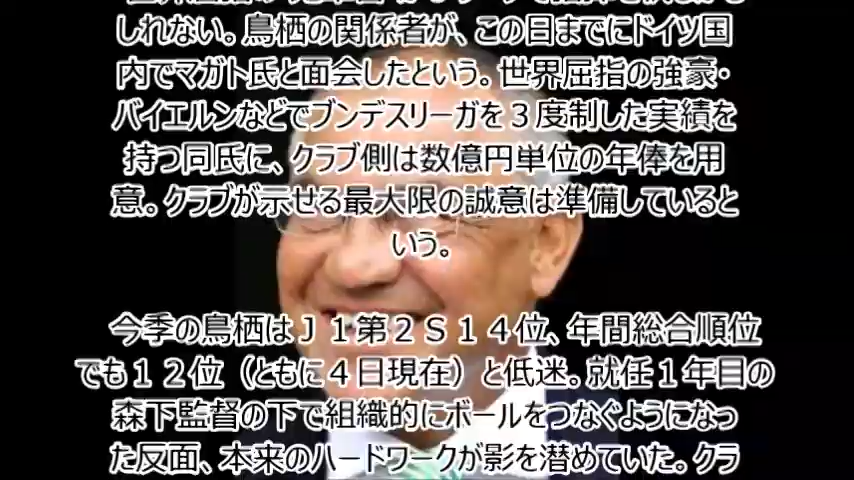 しれない。鳥栖の関係者が、この日までにドイツ国
内でマガト氏と面会したという。世界屈指の強豪・
バイエルンなどでブンデスリーガを３度制した実績を
持つ同氏に、クラブ側は数億円単位の年俸を用
意。クラブが示せる最大限の誠意は準備していると
いう。
今季の鳥栖はＪ１第２Ｓ１４位、年間総合順位
でも１２位（ともに４日現在）と低迷。就任１年目の
森下監督の下で組織的にボールをつなぐようになっ
た反面、本来のハードワークが影を潜めていた。クラ